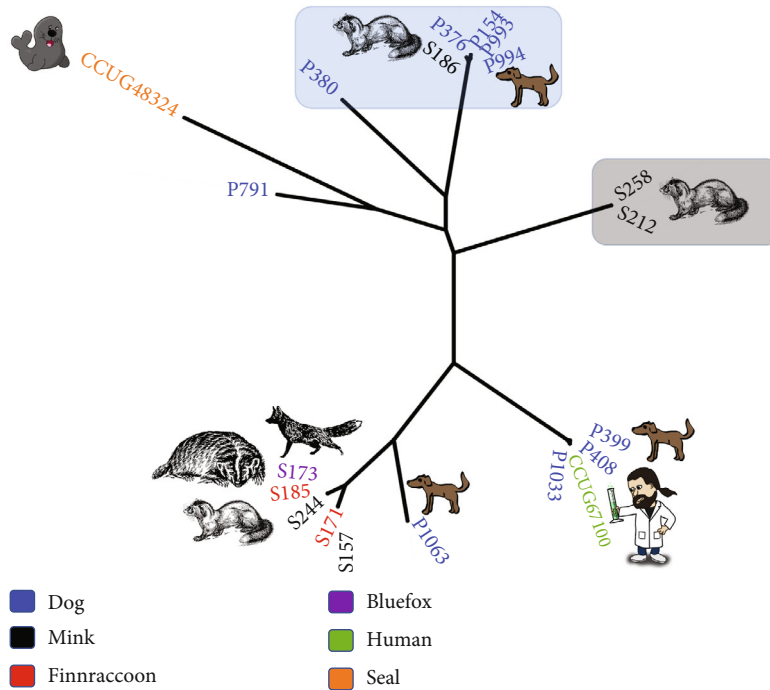 CCUG48324
P376
P154
P993
S186
P994
P380
P791
S258
S212
S173
S185
S244
S171
S157
P1063
P399
P408
CCUG67100
P1033
Dog
Mink
Finnraccoon
Bluefox
Human
Seal